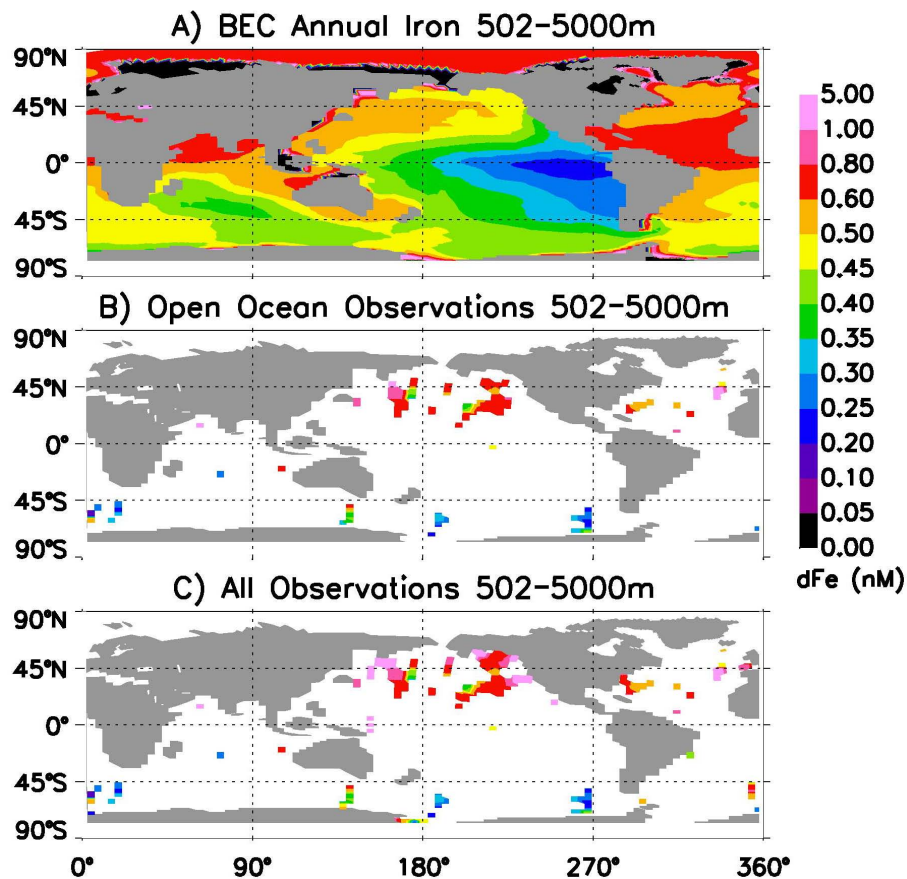 A) BEC Annual Iron 502-5000m
90°N
45°N
0°
45°S
90°S
B) Open Ocean Observations 502-5000m
90°N
45°N
0°
45°S
90°S
C) All Observations 502-5000m
90°N
45°N
0°
45°S
90°S
0°
90°
180°
270°
360°
5.00
1.00
0.80
0.60
0.50
0.45
0.40
0.35
0.30
0.25
0.20
0.10
0.05
0.00
dFe (nM)